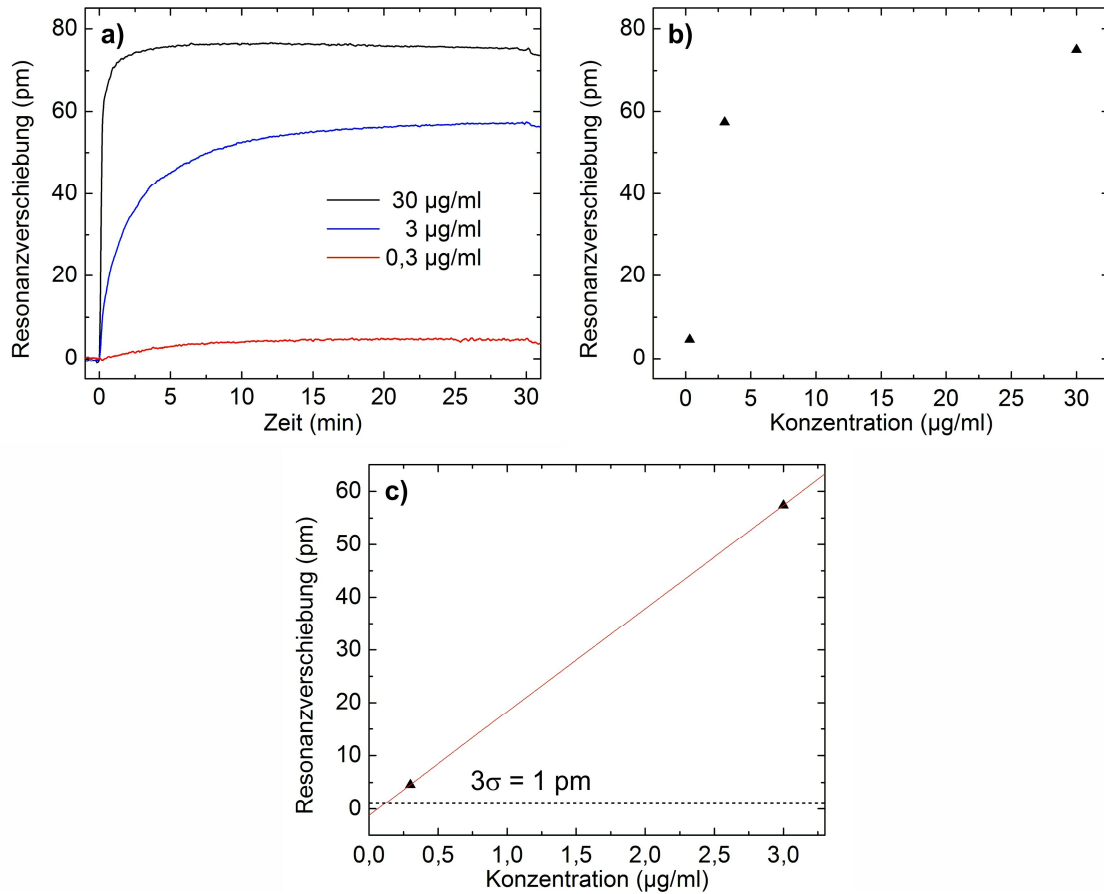 a)
Resonanzverschiebung (pm)
80
60
40
20
0
30 µg/ml
3 µg/ml
0,3 µg/ml
0 5 10 15 20 25 30
Zeit (min)
b)
Resonanzverschiebung (pm)
80
60
40
20
0
0 5 10 15 20 25 30
Konzentration (µg/ml)
c)
Resonanzverschiebung (pm)
60
50
40
30
20
10
0
3σ = 1 pm
0,0 0,5 1,0 1,5 2,0 2,5 3,0
Konzentration (µg/ml)